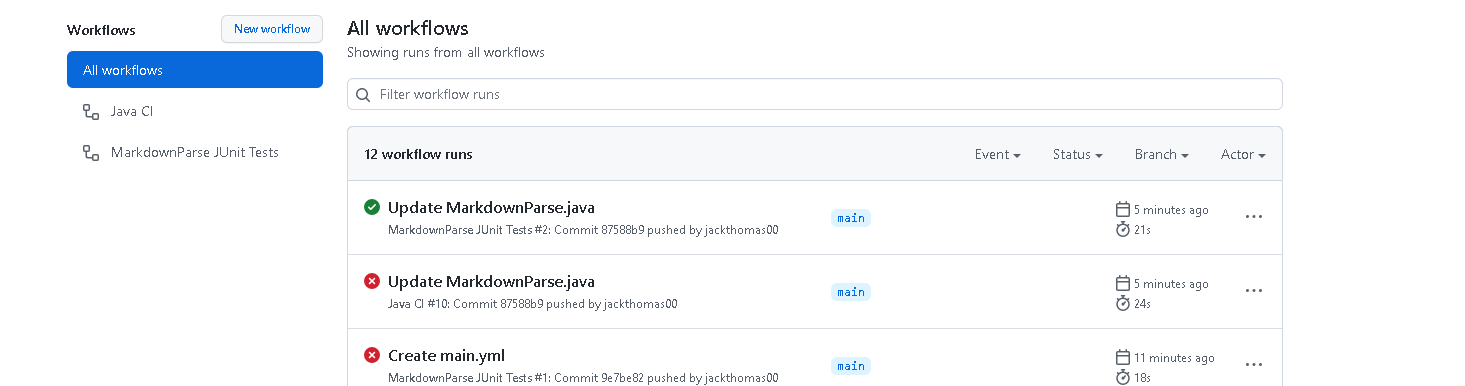 Workflows
New workflow
All workflows
Java CI
MarkdownParse JUnit Tests
All workflows
Showing runs from all workflows
Filter workflow runs
12 workflow runs
Event
Status
Branch
Actor
Update MarkdownParse.java
MarkdownParse JUnit Tests #2: Commit 87588b9 pushed by jackthomas00
main
5 minutes ago
21s
Update MarkdownParse.java
Java CI #10: Commit 87588b9 pushed by jackthomas00
main
5 minutes ago
24s
Create main.yml
MarkdownParse JUnit Tests #1: Commit 9e7be82 pushed by jackthomas00
main
11 minutes ago
18s